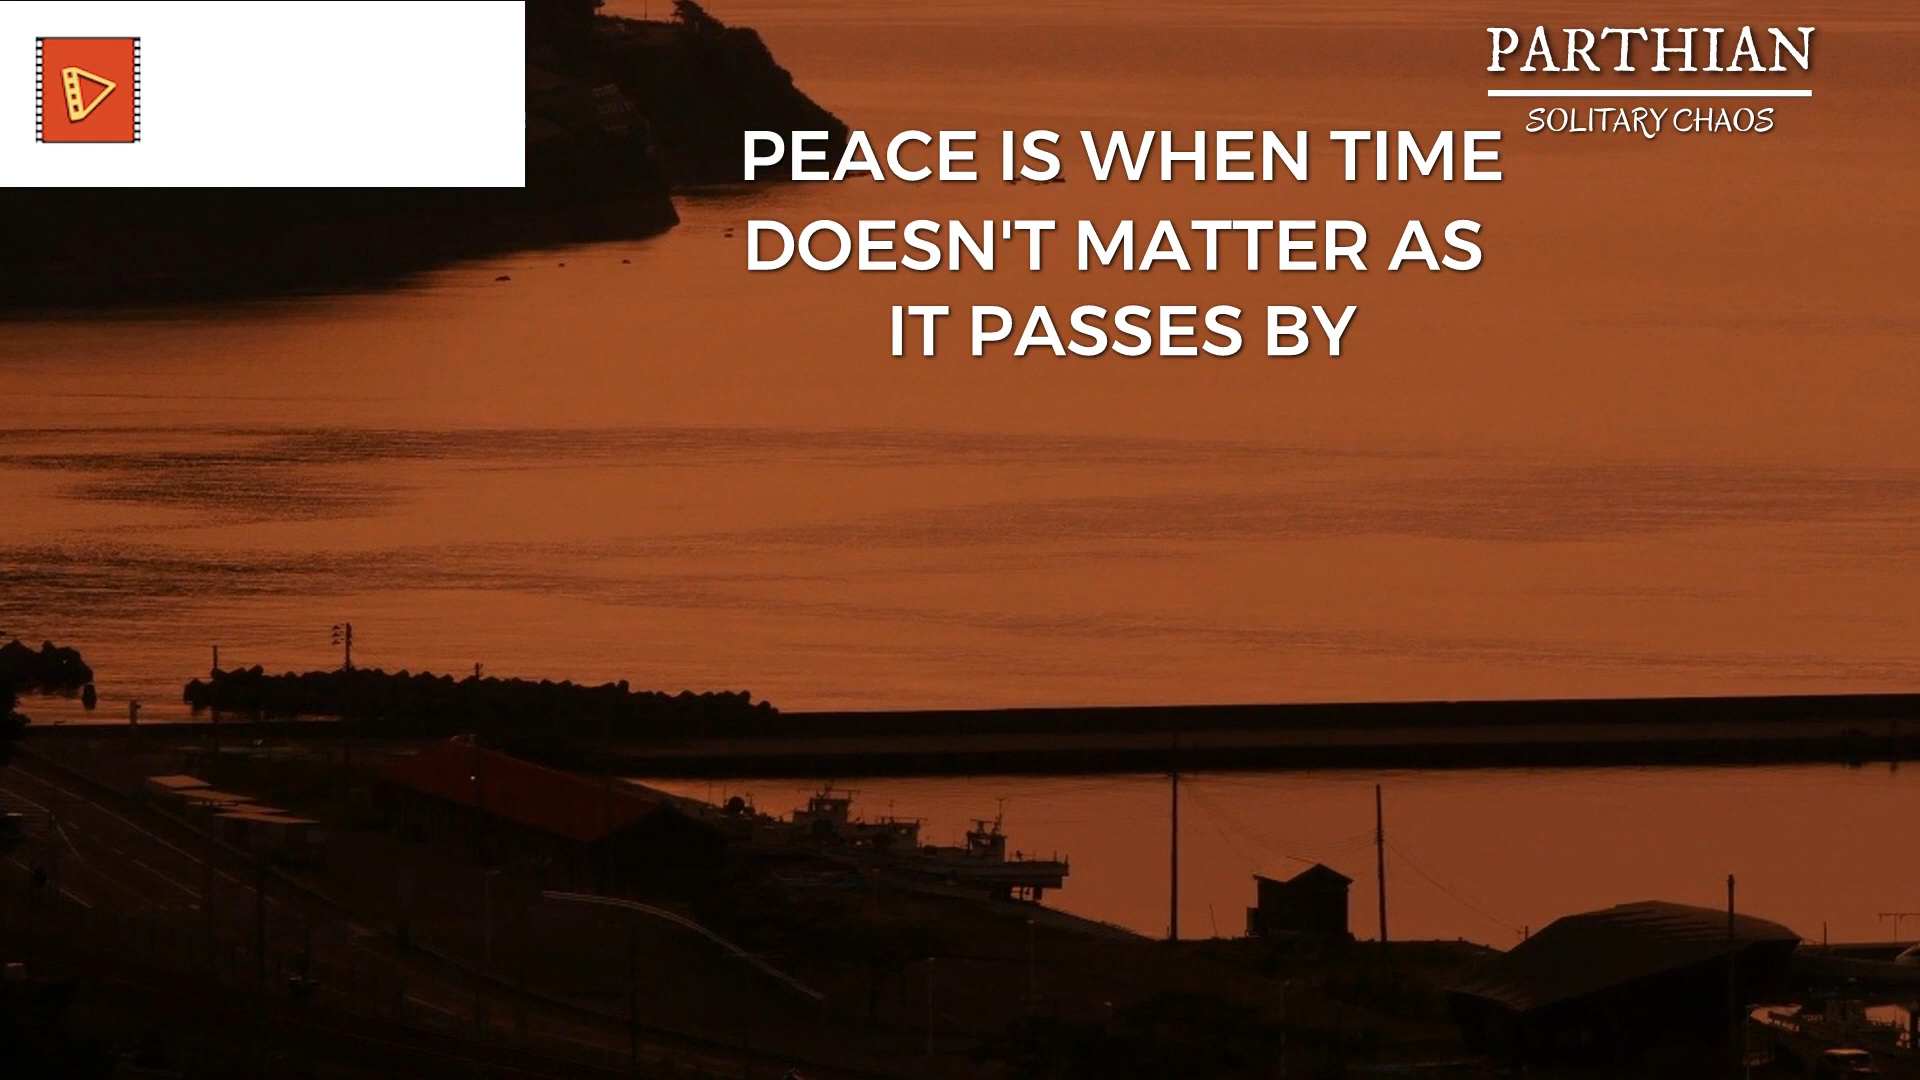 PARTHIAN
SOLITARY CHAOS
PEACE IS WHEN TIME
DOESN'T MATTER AS
IT PASSES BY